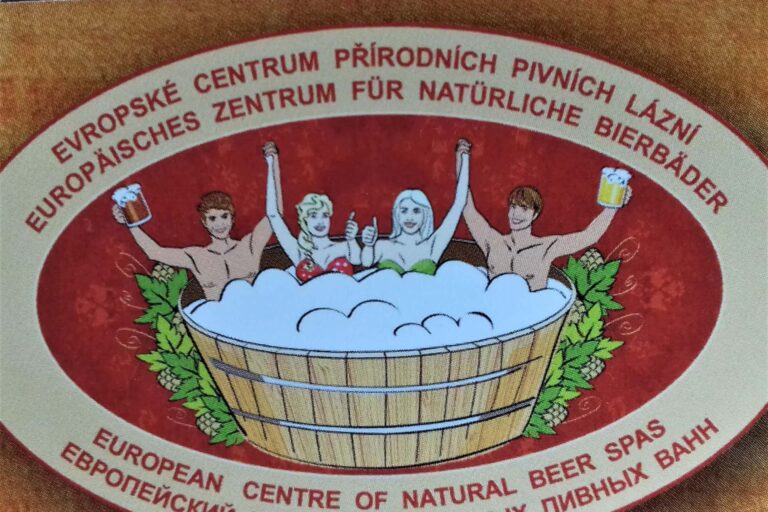 EVROPSKÉ CENTRUM PŘÍRODNÍCH PIVNÍCH LÁZNÍ
EUROPÄISCHES ZENTRUM FÜR NATÜRLICHE BIERBÄDER
EUROPEAN CENTRE OF NATURAL BEER SPAS
ЕВРОПЕЙСКИЙ ПИВНЫХ ВАНН